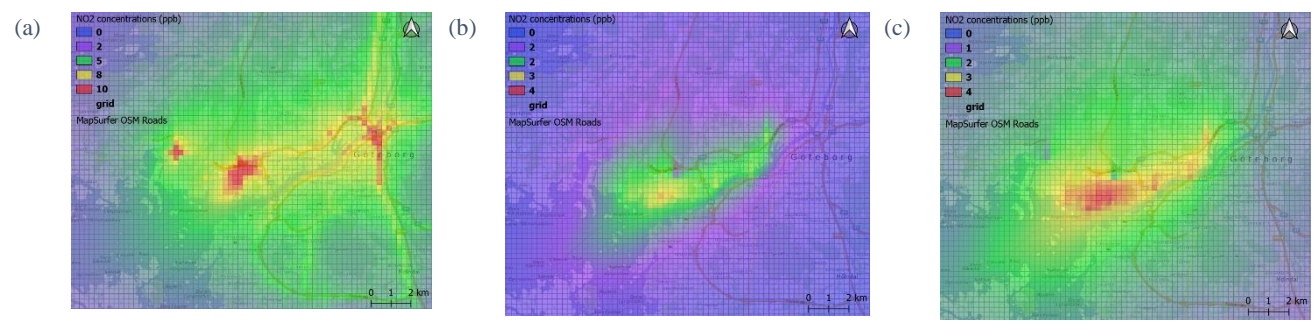 (a)
NO2 concentrations (ppb)
0
2
5
8
10
grid
MapSurfer OSM Roads
Göteborg
0 1 2 km
(b)
NO2 concentrations (ppb)
0
2
2
3
4
grid
MapSurfer OSM Roads
Göteborg
0 1 2 km
(c)
NO2 concentrations (ppb)
0
1
2
3
4
grid
MapSurfer OSM Roads
Göteborg
0 1 2 km